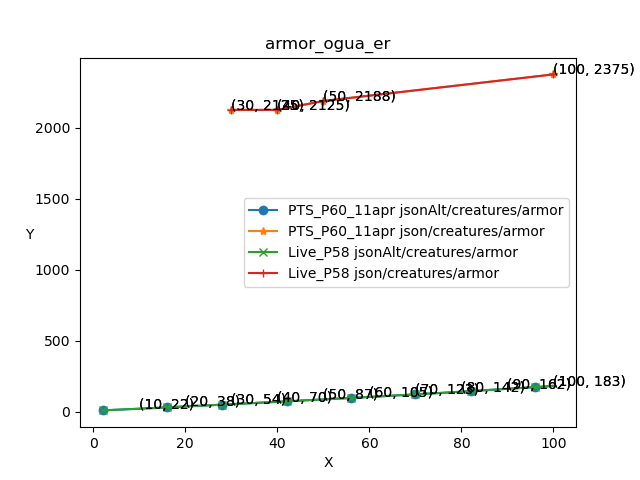 armor_ogua_er
(100, 2375)
(50, 2188)
(40, 2125)
2000
1500
PTS_P60_11apr jsonAlt/creatures/armor
PTS_P60_11apr json/creatures/armor
Y
Live_P58 jsonAlt/creatures/armor
Live_P58 json/creatures/armor
1000
500
(100, 183)
(90, 162)
(80, 142)
(70, 123)
(60, 105)
(50, 87)
(40, 70)
(30, 54)
(20, 38)
(10, 22)
0
0 20 40 60 80 100
X